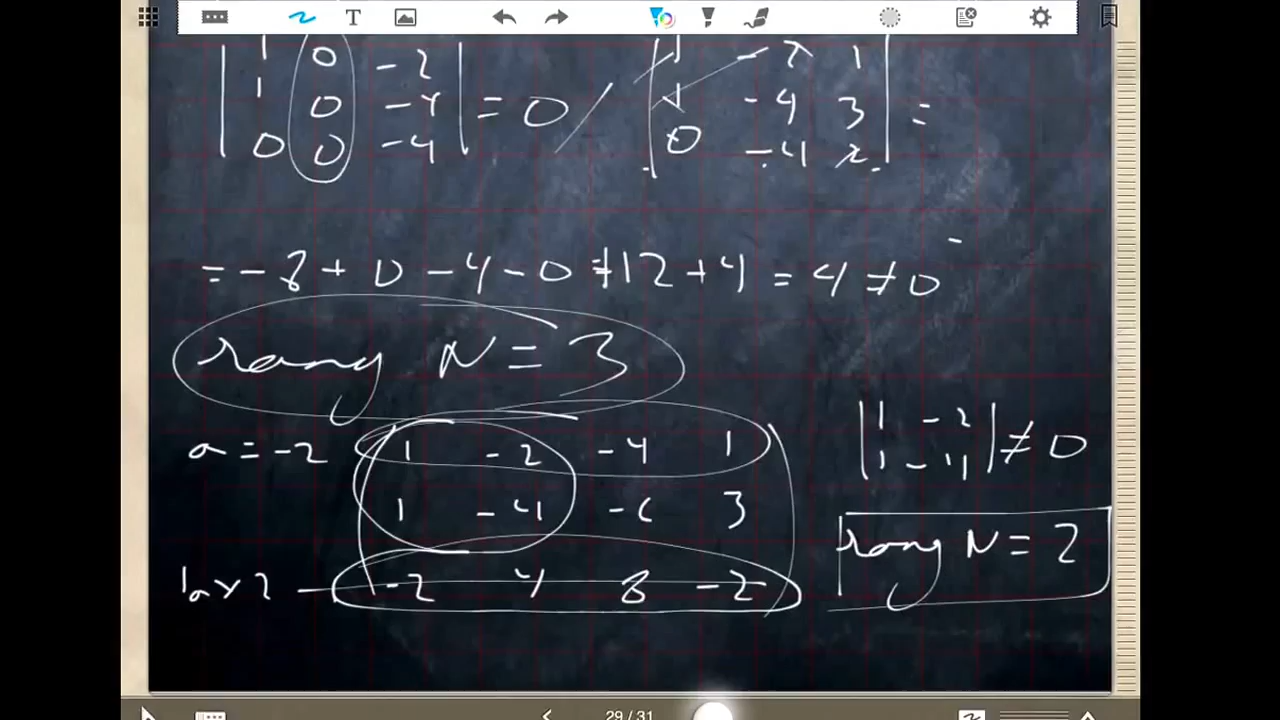 T
| 1 0 -2 | | 1 -2 1 |
| 1 0 -4 | = 0 / | 1 -4 3 | =
| 0 0 -4 | | 0 -4 2 |
= -8 + 0 - 4 - 0 + 12 + 4 = 4 ≠ 0
rang N = 3
a = -2 1 -2 -4 1 | 1 -2 |
1 -4 -6 3 | 1 -4 | ≠ 0
-2 4 8 -2 rang N = 2
29 / 31